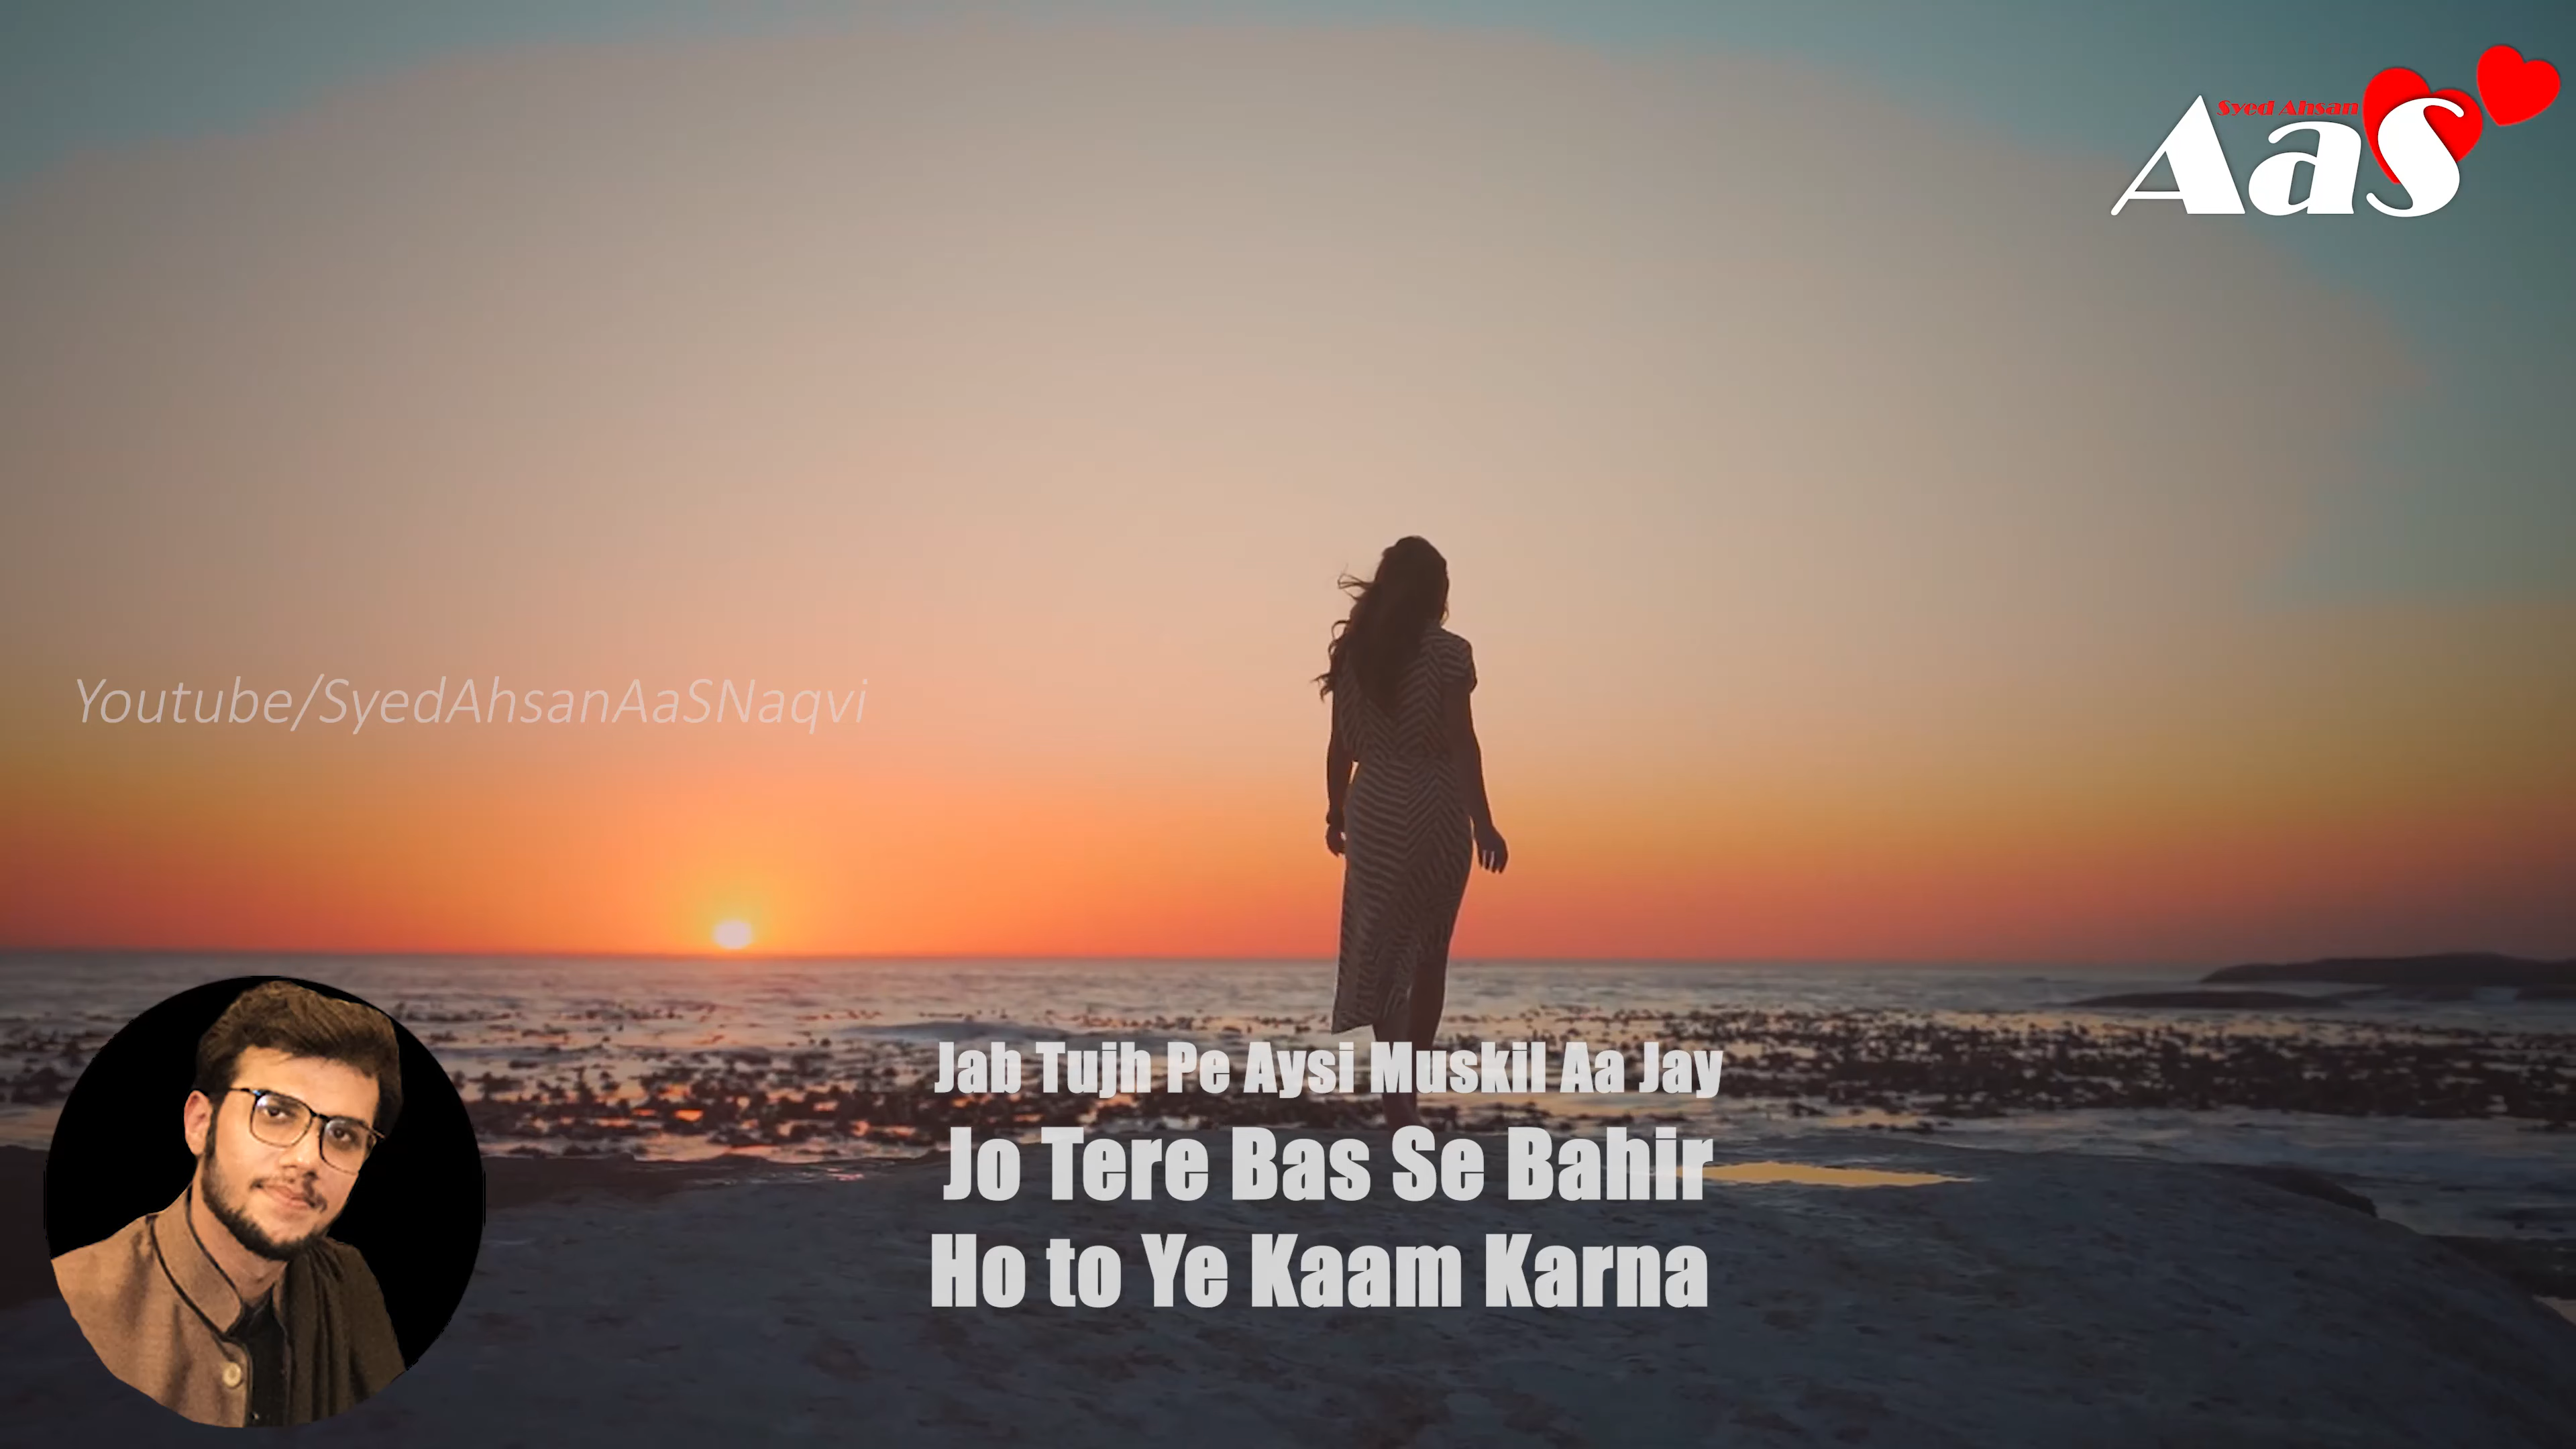 Syed Ahsan
AaS
Youtube/SyedAhsanAaSNaqvi
Jab Tujh Pe Aysi Muskil Aa Jay
Jo Tere Bas Se Bahir
Ho to Ye Kaam Karna